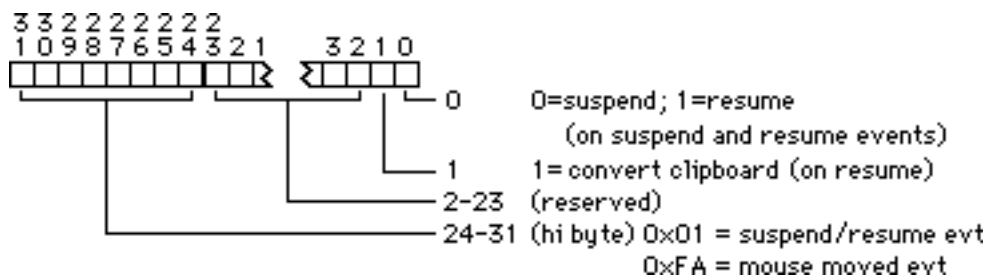 3 3 2 2 2 2 2 2 2
1 0 9 8 7 6 5 4 3 2 1 3 2 1 0
0 0=suspend; 1=resume
(on suspend and resume events)
1 1= convert clipboard (on resume)
2-23 (reserved)
24-31 (hi byte) 0x01 = suspend/resume evt
0xFA = mouse moved evt